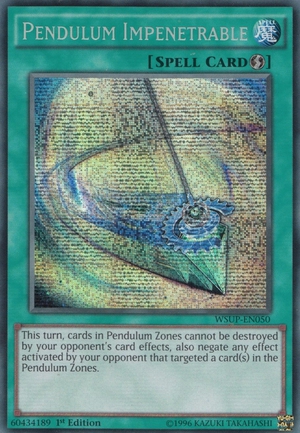 PENDULUM IMPENETRABLE
[SPELL CARD]
WSUP-EN050
This turn, cards in Pendulum Zones cannot be destroyed
by your opponent's card effects, also negate any effect
activated by your opponent that targeted a card(s) in the
Pendulum Zones.
60434189 1st Edition
©1996 KAZUKI TAKAHASHI